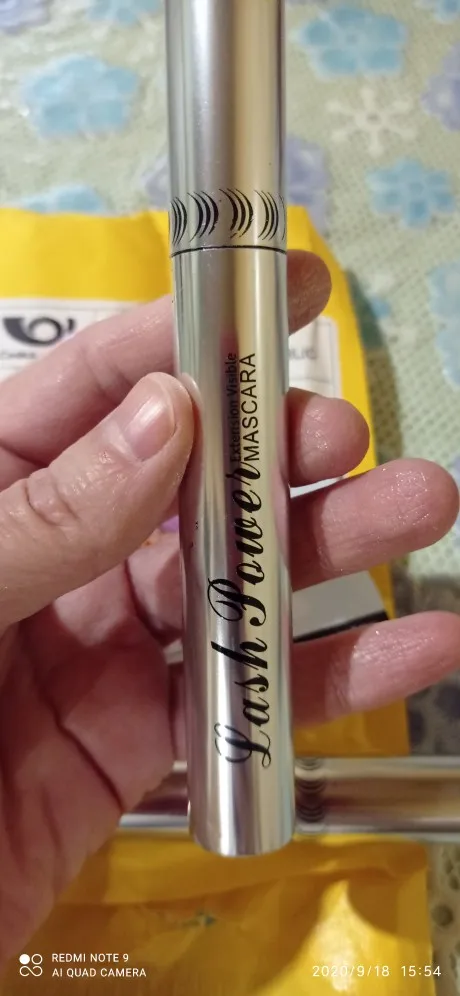 Lash Power
Extension Visible
MASCARA
REDMI NOTE 9
AI QUAD CAMERA
2020/9/18 15:54